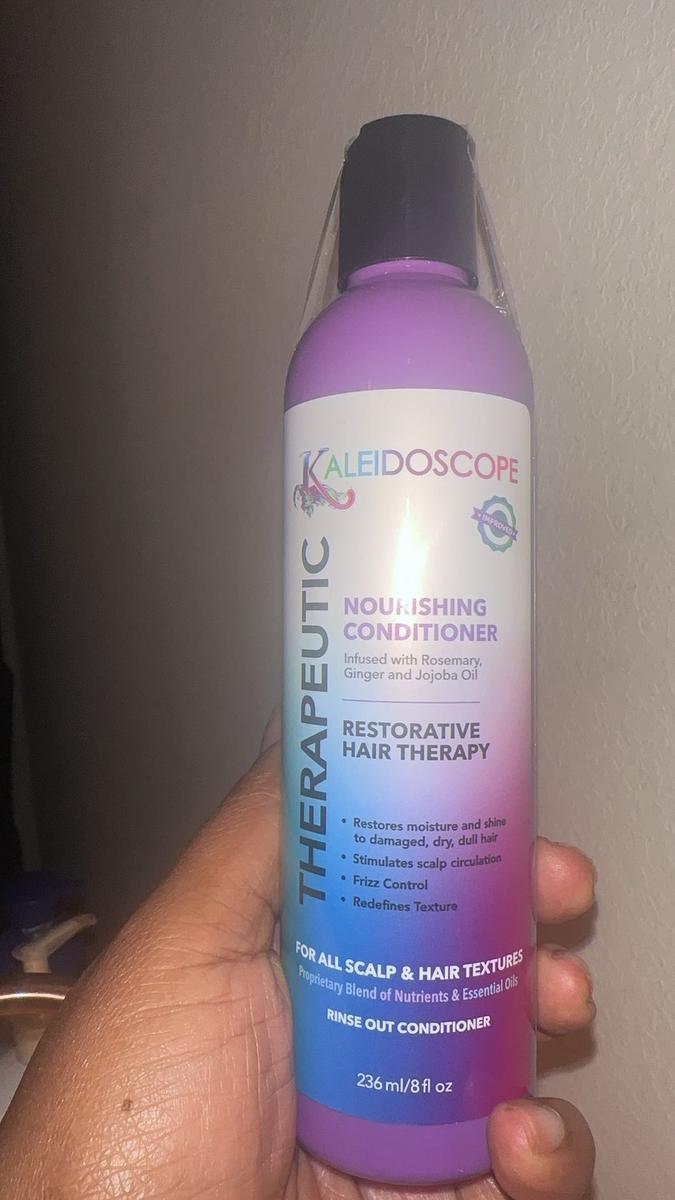 KALEIDOSCOPE
IMPROVED
THERAPEUTIC
NOURISHING
CONDITIONER
Infused with Rosemary,
Ginger and Jojoba Oil
RESTORATIVE
HAIR THERAPY
• Restores moisture and shine
to damaged, dry, dull hair
• Stimulates scalp circulation
• Frizz Control
• Redefines Texture
FOR ALL SCALP & HAIR TEXTURES
Proprietary Blend of Nutrients & Essential Oils
RINSE OUT CONDITIONER
236 ml/8 fl oz